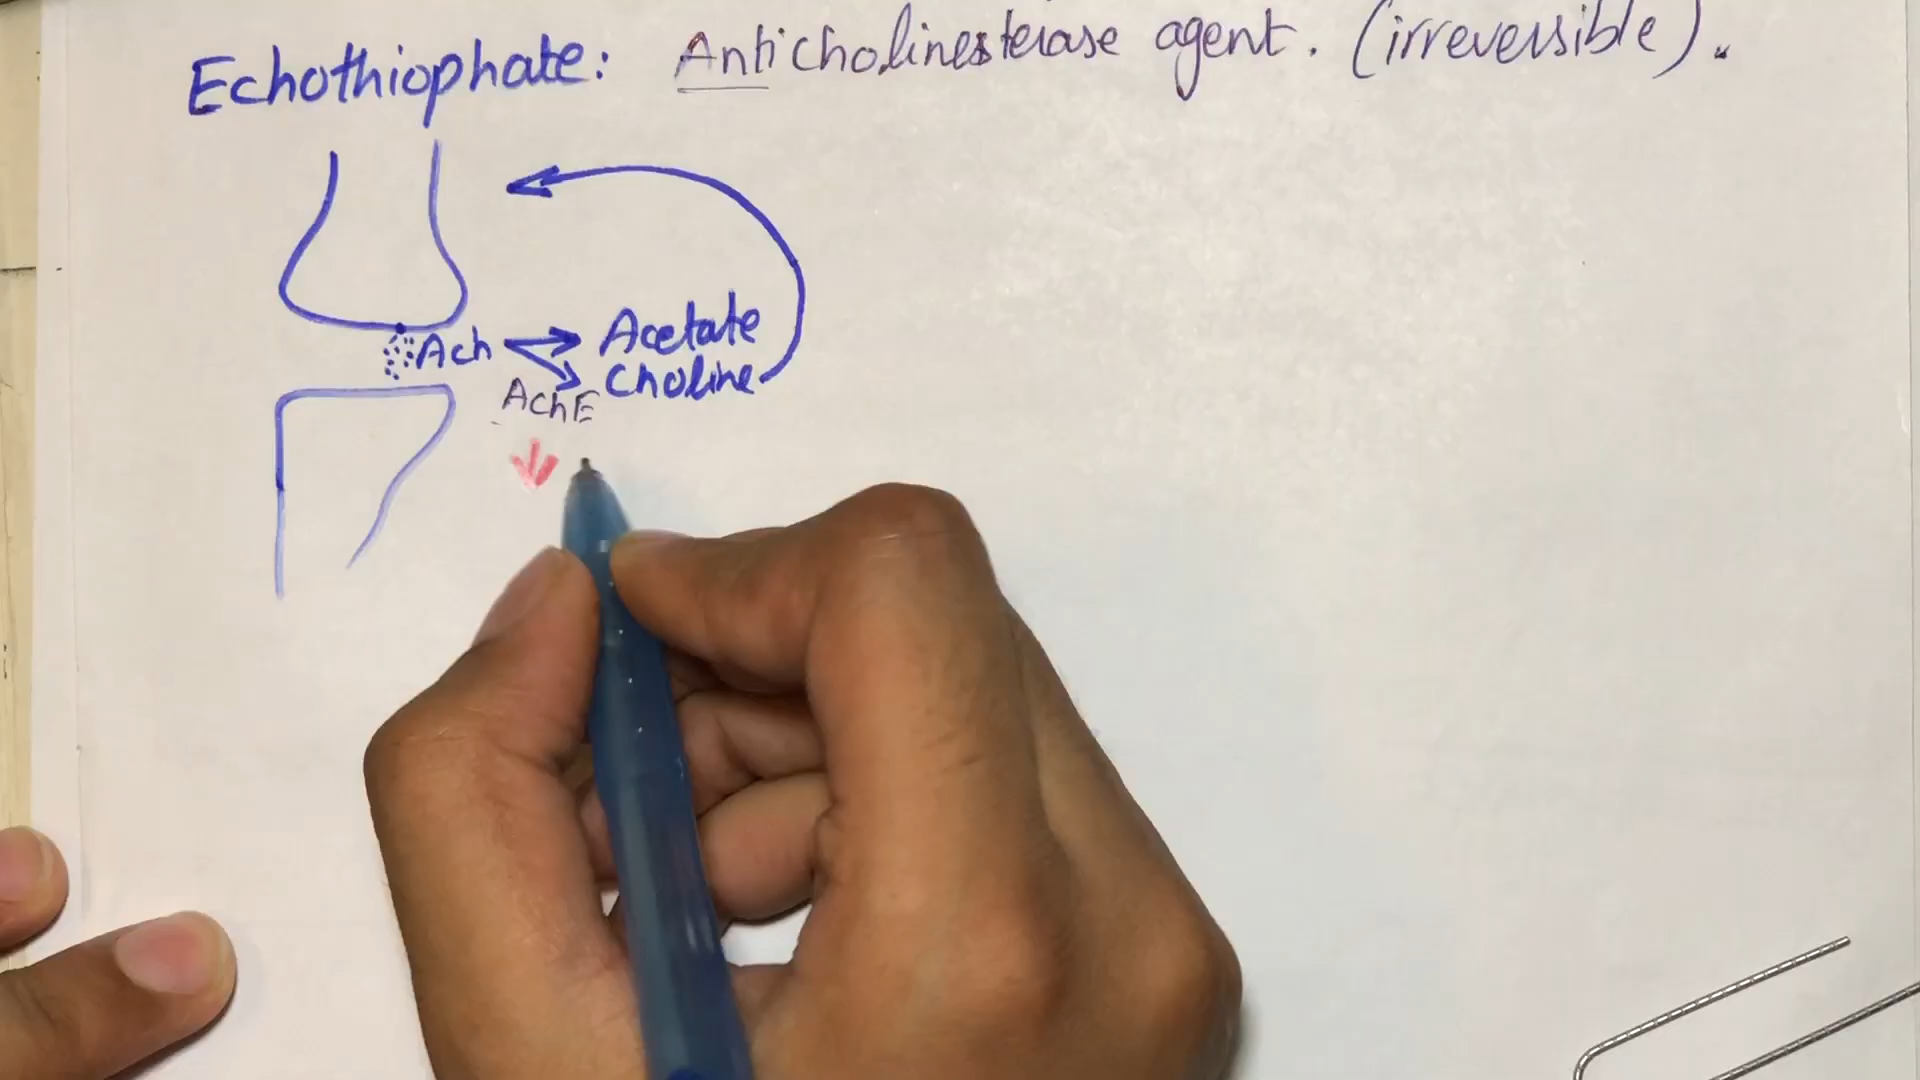 Echothiophate: Anticholinesterase agent. (irreversible).
Ach Acetate
Choline
AchE